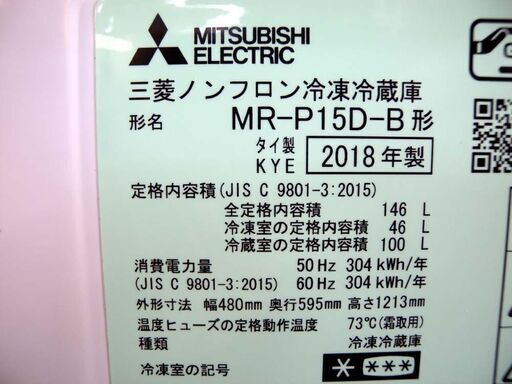 MITSUBISHI
ELECTRIC
三菱ノンフロン冷凍冷蔵庫
形名 MR-P15D-B形
タイ製 KYE 2018年製
定格内容積(JIS C 9801-3:2015)
全定格内容積 146 L
冷凍室の定格内容積 46 L
冷蔵室の定格内容積 100 L
消費電力量 50Hz 304kWh/年
(JIS C 9801-3:2015) 60Hz 304kWh/年
外形寸法 幅480mm 奥行595mm 高さ1213mm
温度ヒューズの定格動作温度 73℃(霜取用)
種類 冷凍冷蔵庫
冷凍室の記号 * ***